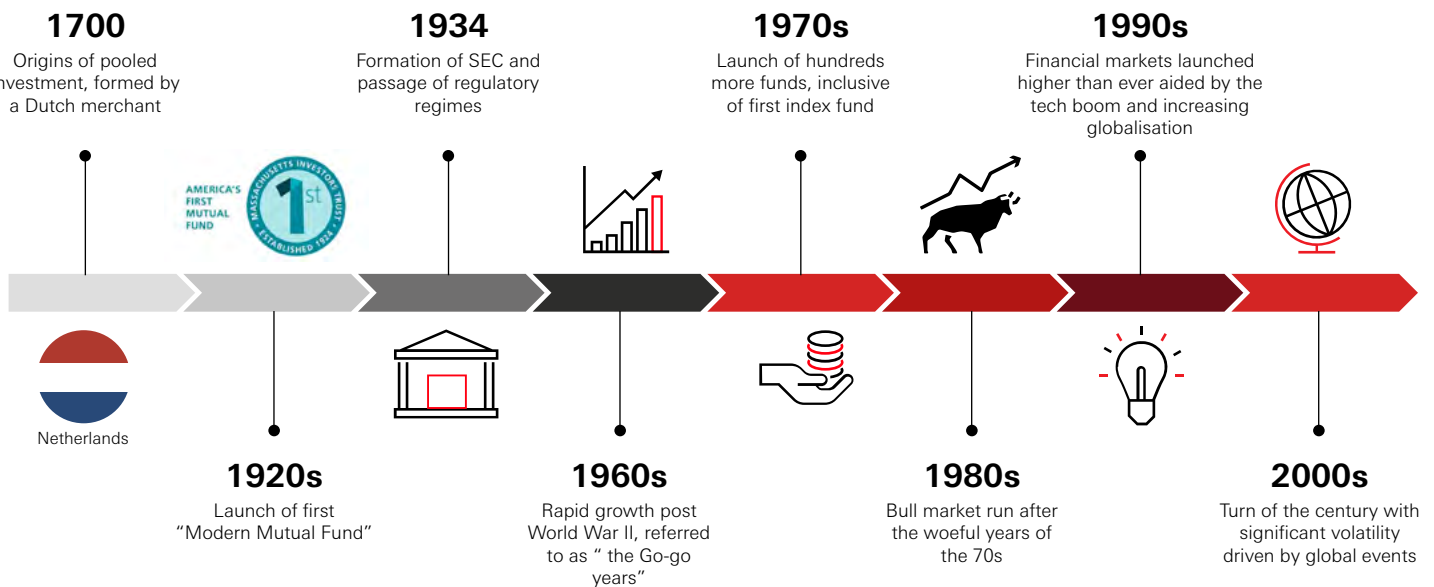 1700
Origins of pooled
nvestment, formed by
a Dutch merchant
Netherlands
AMERICA'S
FIRST
MUTUAL
FUND
MASSACHUSETTS INVESTORS TRUST
1st
ESTABLISHED 1924
1920s
Launch of first
“Modern Mutual Fund”
1934
Formation of SEC and
passage of regulatory
regimes
1960s
Rapid growth post
World War II, referred
to as “ the Go-go
years”
1970s
Launch of hundreds
more funds, inclusive
of first index fund
1980s
Bull market run after
the woeful years of
the 70s
1990s
Financial markets launched
higher than ever aided by the
tech boom and increasing
globalisation
2000s
Turn of the century with
significant volatility
driven by global events